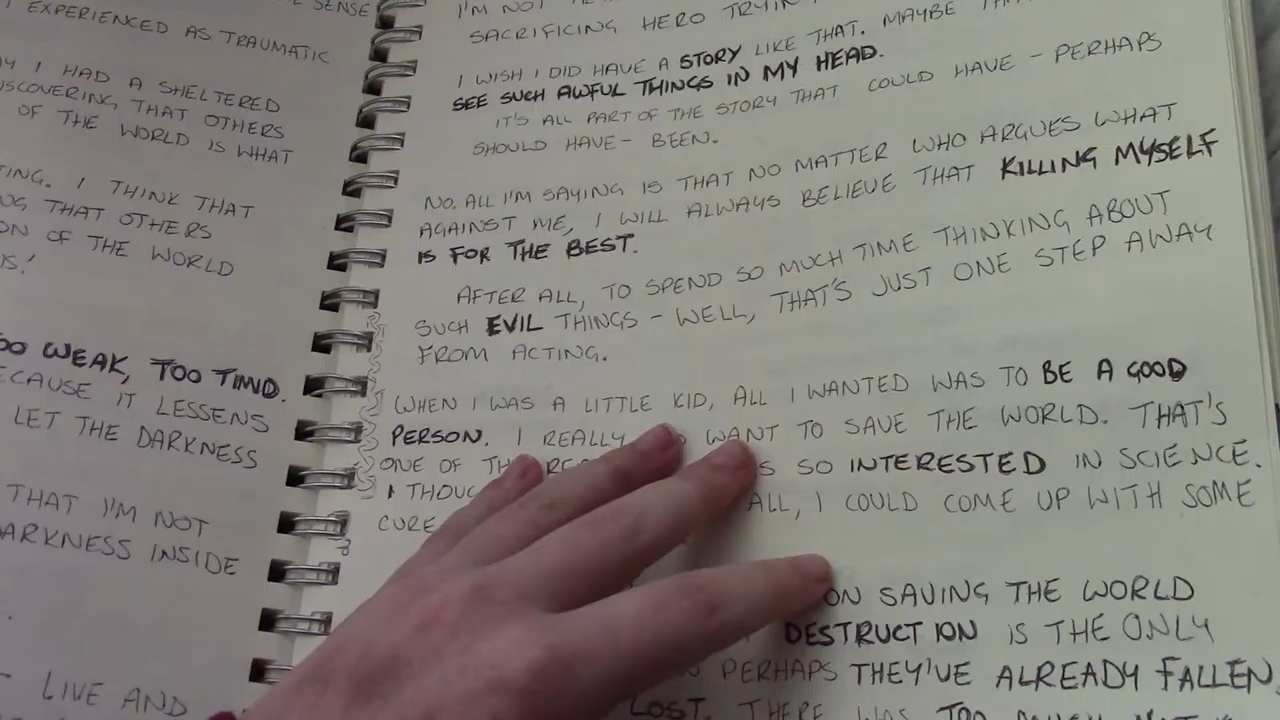 SENSE
I EXPERIENCED AS TRAUMATIC
I HAD A SHELTERED
THAT OTHERS
OF THE WORLD IS WHAT
I THINK THAT
THAT OTHERS
OF THE WORLD
WEAK, TOO TIMID.
IT LESSENS
LET THE DARKNESS
THAT I'M NOT
INSIDE
LIVE AND
I'M NOT
SACRIFICING HERO
I WISH I DID HAVE A STORY LIKE THAT. MAYBE
SEE SUCH AWFUL THINGS IN MY HEAD.
IT'S ALL PART OF THE STORY THAT COULD HAVE - PERHAPS
SHOULD HAVE - BEEN.
NO. ALL I'M SAYING IS THAT NO MATTER WHO ARGUES WHAT
AGAINST ME, I WILL ALWAYS BELIEVE THAT KILLING MYSELF
IS FOR THE BEST.
AFTER ALL, TO SPEND SO MUCH TIME THINKING ABOUT
SUCH EVIL THINGS - WELL, THAT'S JUST ONE STEP AWAY
FROM ACTING.
WHEN I WAS A LITTLE KID, ALL I WANTED WAS TO BE A GOOD
PERSON. I REALLY WANT TO SAVE THE WORLD. THAT'S
ONE OF SO INTERESTED IN SCIENCE.
I ALL, I COULD COME UP WITH SOME
CURE
ON SAVING THE WORLD
DESTRUCTION IS THE ONLY
PERHAPS THEY'VE ALREADY FALLEN.
LOST. THERE WAS TOO